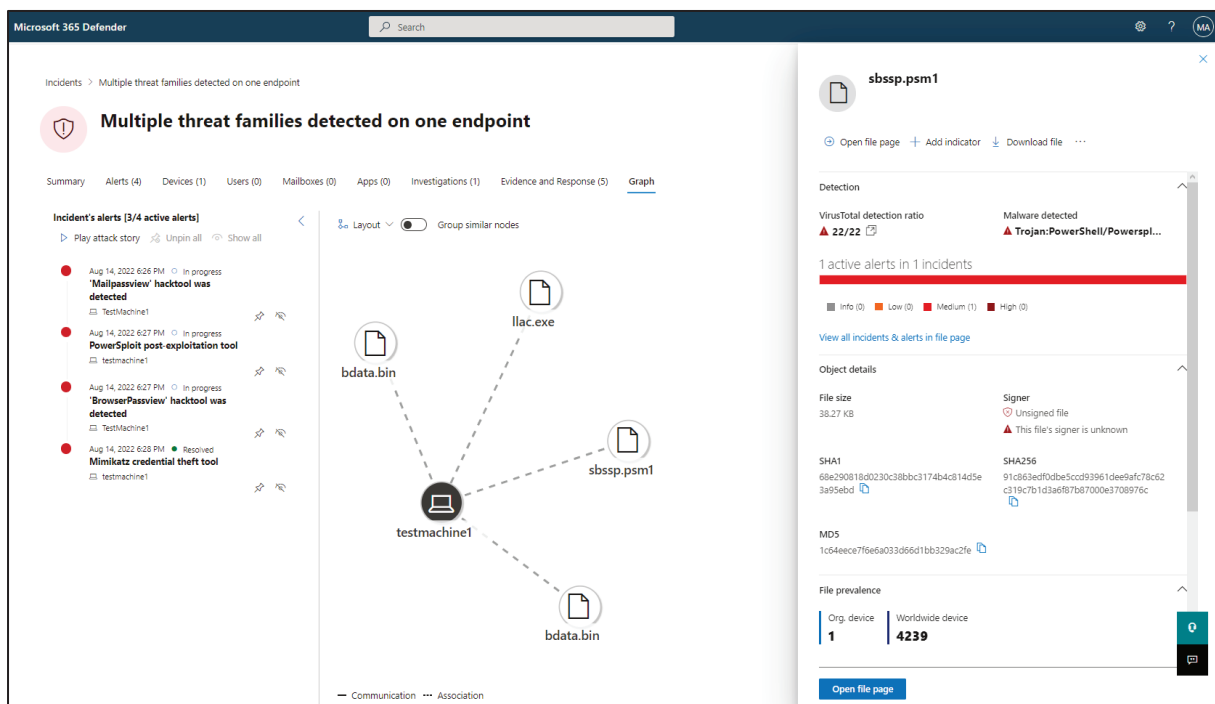 Microsoft 365 Defender
Search
?
MA
Incidents > Multiple threat families detected on one endpoint
Multiple threat families detected on one endpoint
Summary Alerts (4) Devices (1) Users (0) Mailboxes (0) Apps (0) Investigations (1) Evidence and Response (5) Graph
Incident's alerts [3/4 active alerts]
Play attack story Unpin all Show all
Aug 14, 2022 6:26 PM In progress
'Mailpassview' hacktool was
detected
TestMachine1
Aug 14, 2022 6:27 PM In progress
PowerSploit post-exploitation tool
testmachine1
Aug 14, 2022 6:27 PM In progress
'BrowserPassview' hacktool was
detected
TestMachine1
Aug 14, 2022 6:28 PM Resolved
Mimikatz credential theft tool
testmachine1
Layout Group similar nodes
llac.exe
bdata.bin
sbssp.psm1
testmachine1
bdata.bin
Communication Association
sbssp.psm1
Open file page Add indicator Download file ...
Detection
VirusTotal detection ratio
22/22
Malware detected
Trojan:PowerShell/Powerspl...
1 active alerts in 1 incidents
Info (0) Low (0) Medium (1) High (0)
View all incidents & alerts in file page
Object details
File size
38.27 KB
Signer
Unsigned file
This file's signer is unknown
SHA1
68e290818d0230c38bbc3174b4c814d5e
3a95ebd
SHA256
91c863edf0dbe5ccd93961dee9afc78c62
c319c7b1d3a6f87b87000e3708976c
MD5
1c64eece7f6e6a033d66d1bb329ac2fe
File prevalence
Org. device
1
Worldwide device
4239
Open file page